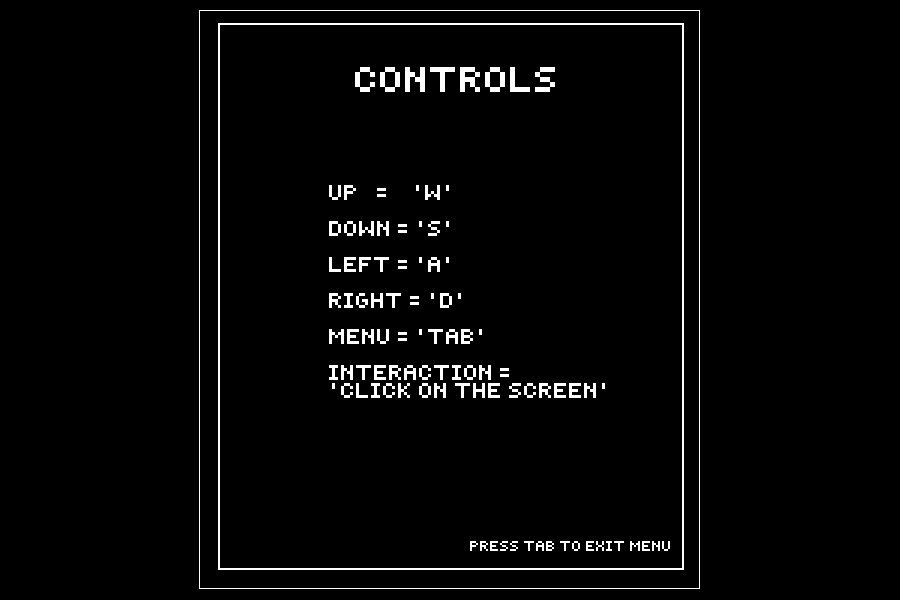 CONTROLS
UP = 'W'
DOWN = 'S'
LEFT = 'A'
RIGHT = 'D'
MENU = 'TAB'
INTERACTION =
'CLICK ON THE SCREEN'
PRESS TAB TO EXIT MENU